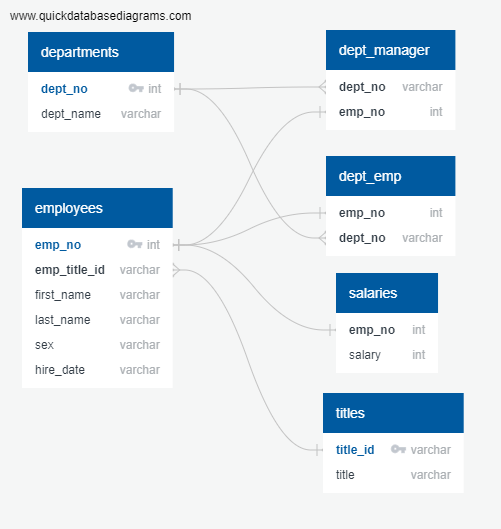 www.quickdatabasediagrams.com
departments
dept_no int
dept_name varchar
employees
emp_no int
emp_title_id varchar
first_name varchar
last_name varchar
sex varchar
hire_date varchar
dept_manager
dept_no varchar
emp_no int
dept_emp
emp_no int
dept_no varchar
salaries
emp_no int
salary int
titles
title_id varchar
title varchar